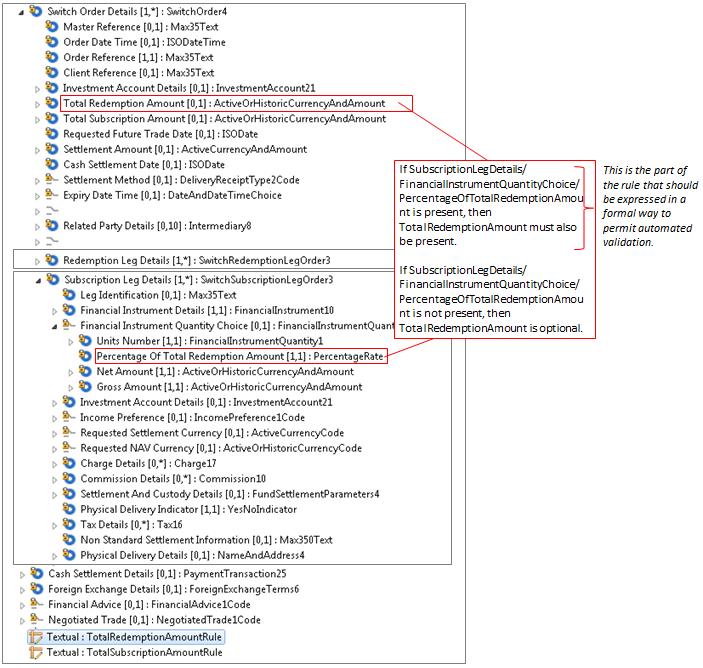 Switch Order Details [1,*] : SwitchOrder4
Master Reference [0,1] : Max35Text
Order Date Time [0,1] : ISODateTime
Order Reference [1,1] : Max35Text
Client Reference [0,1] : Max35Text
Investment Account Details [0,1] : InvestmentAccount21
Total Redemption Amount [0,1] : ActiveOrHistoricCurrencyAndAmount
Total Subscription Amount [0,1] : ActiveOrHistoricCurrencyAndAmount
Requested Future Trade Date [0,1] : ISODate
Settlement Amount [0,1] : ActiveCurrencyAndAmount
Cash Settlement Date [0,1] : ISODate
Settlement Method [0,1] : DeliveryReceiptType2Code
Expiry Date Time [0,1] : DateAndDateTimeChoice
Related Party Details [0,10] : Intermediary8
Redemption Leg Details [1,*] : SwitchRedemptionLegOrder3
Subscription Leg Details [1,*] : SwitchSubscriptionLegOrder3
Leg Identification [0,1] : Max35Text
Financial Instrument Details [1,1] : FinancialInstrument10
Financial Instrument Quantity Choice [0,1] : FinancialInstrumentQuant
Units Number [1,1] : FinancialInstrumentQuantity1
Percentage Of Total Redemption Amount [1,1] : PercentageRate
Net Amount [1,1] : ActiveOrHistoricCurrencyAndAmount
Gross Amount [1,1] : ActiveOrHistoricCurrencyAndAmount
Investment Account Details [0,1] : InvestmentAccount21
Income Preference [0,1] : IncomePreference1Code
Requested Settlement Currency [0,1] : ActiveCurrencyCode
Requested NAV Currency [0,1] : ActiveOrHistoricCurrencyCode
Charge Details [0,*] : Charge17
Commission Details [0,*] : Commission10
Settlement And Custody Details [0,1] : FundSettlementParameters4
Physical Delivery Indicator [1,1] : YesNoIndicator
Tax Details [0,*] : Tax16
Non Standard Settlement Information [0,1] : Max350Text
Physical Delivery Details [0,1] : NameAndAddress4
Cash Settlement Details [0,1] : PaymentTransaction25
Foreign Exchange Details [0,1] : ForeignExchangeTerms6
Financial Advice [0,1] : FinancialAdvice1Code
Negotiated Trade [0,1] : NegotiatedTrade1Code
Textual : TotalRedemptionAmountRule
Textual : TotalSubscriptionAmountRule
If SubscriptionLegDetails/
FinancialInstrumentQuantityChoice/
PercentageOfTotalRedemptionAmou
nt is present, then
TotalRedemptionAmount must also
be present.
If SubscriptionLegDetails/
FinancialInstrumentQuantityChoice/
PercentageOfTotalRedemptionAmou
nt is not present, then
TotalRedemptionAmount is optional.
This is the part of
the rule that should
be expressed in a
formal way to
permit automated
validation.